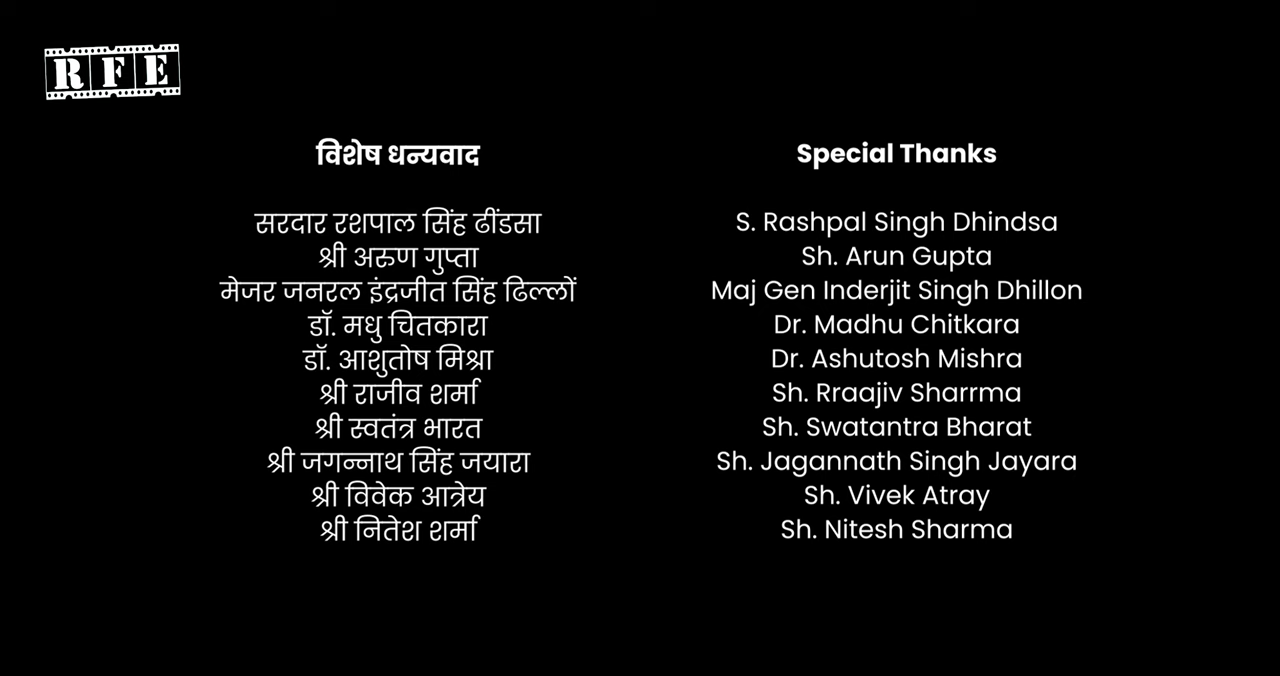 RFE
विशेष धन्यवाद
सरदार रशपाल सिंह ढींडसा
श्री अरुण गुप्ता
मेजर जनरल इंद्रजीत सिंह ढिल्लों
डॉ. मधु चितकारा
डॉ. आशुतोष मिश्रा
श्री राजीव शर्मा
श्री स्वतंत्र भारत
श्री जगन्नाथ सिंह जयारा
श्री विवेक आत्रेय
श्री नितेश शर्मा
Special Thanks
S. Rashpal Singh Dhindsa
Sh. Arun Gupta
Maj Gen Inderjit Singh Dhillon
Dr. Madhu Chitkara
Dr. Ashutosh Mishra
Sh. Rraajiv Sharrma
Sh. Swatantra Bharat
Sh. Jagannath Singh Jayara
Sh. Vivek Atray
Sh. Nitesh Sharma